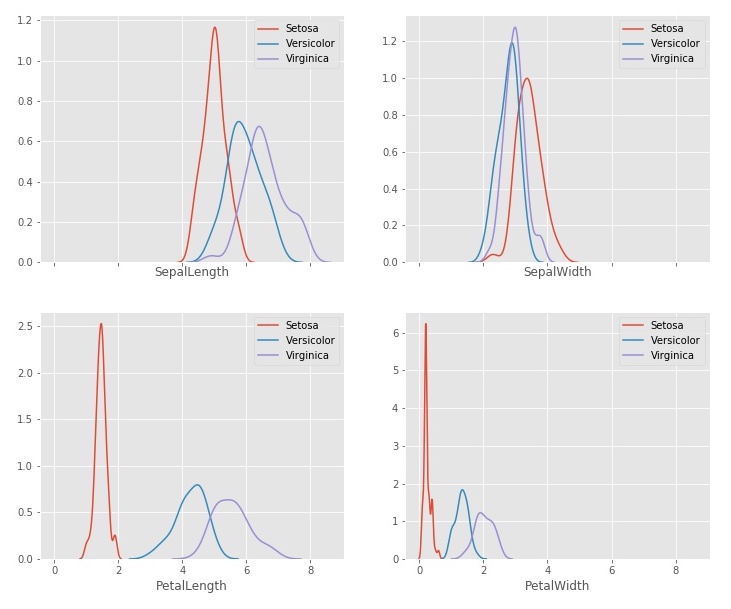 1.2
1.0
0.8
0.6
0.4
0.2
0.0
Setosa
Versicolor
Virginica
SepalLength
1.2
1.0
0.8
0.6
0.4
0.2
0.0
Setosa
Versicolor
Virginica
SepalWidth
2.5
2.0
1.5
1.0
0.5
0.0
Setosa
Versicolor
Virginica
0 2 4 6 8
PetalLength
6
5
4
3
2
1
0
Setosa
Versicolor
Virginica
0 2 4 6 8
PetalWidth